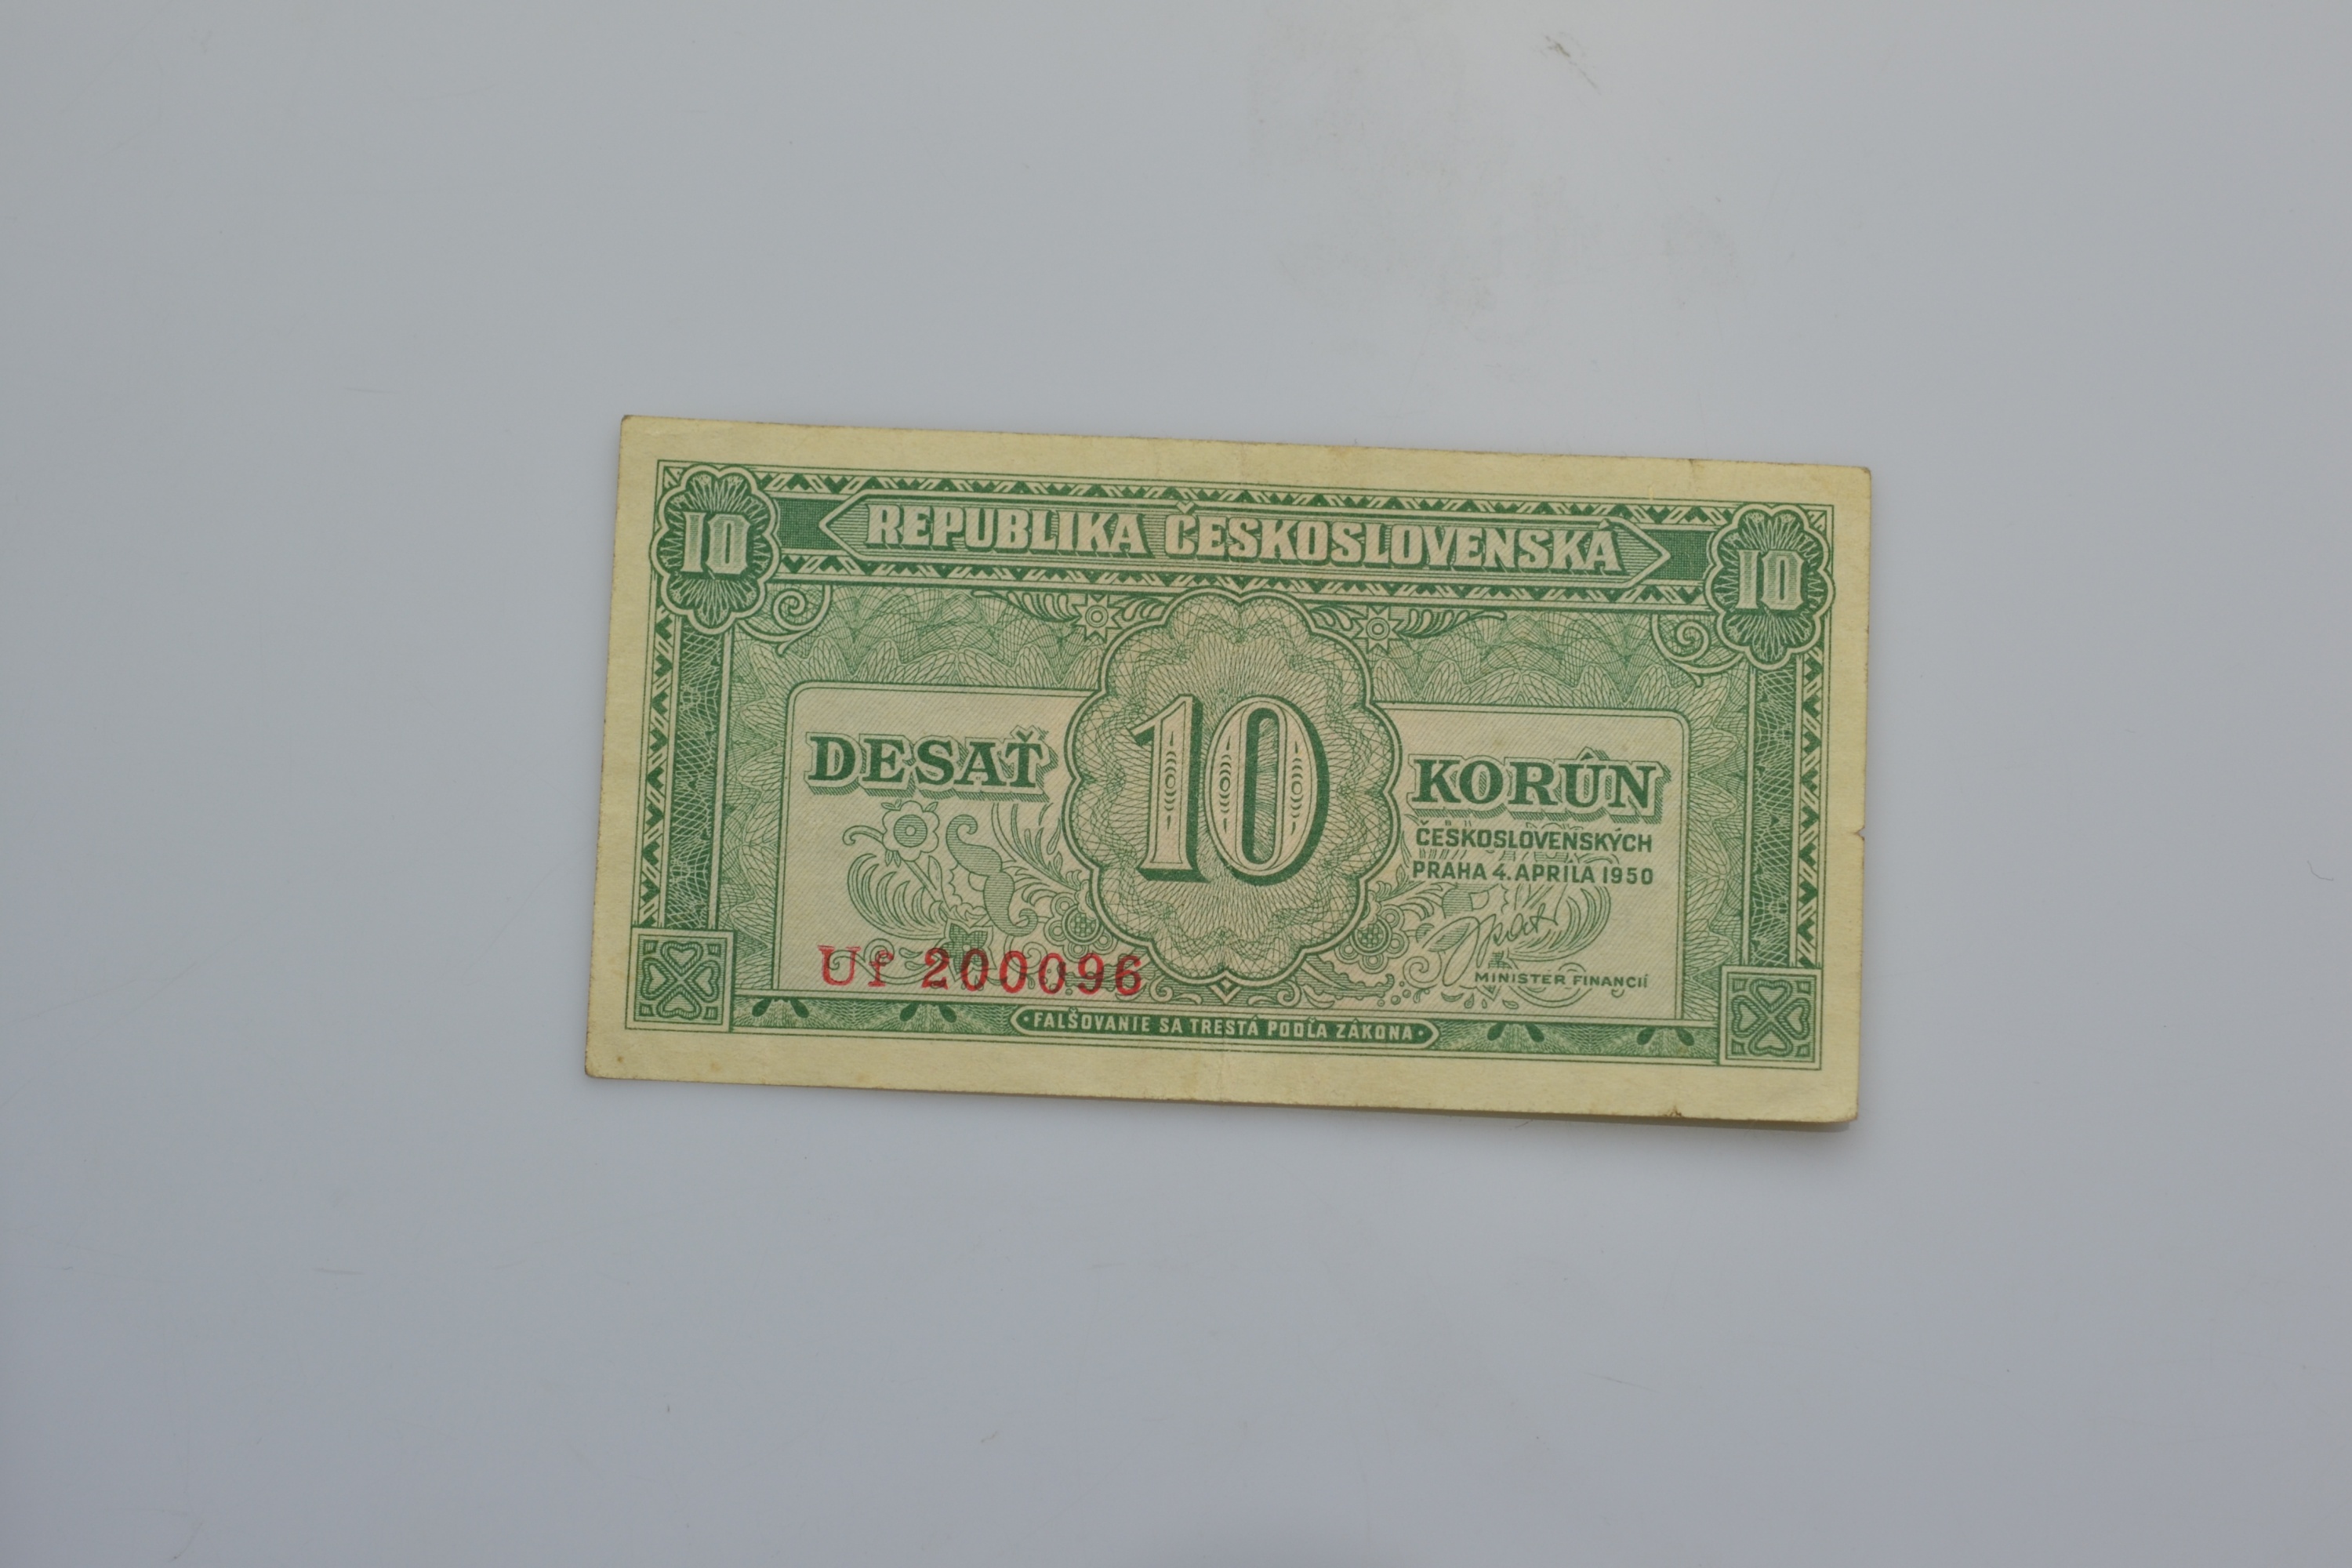 10 REPUBLIKA ČESKOSLOVENSKÁ 10
DESAŤ 10 KORÚN
ČESKOSLOVENSKÝCH
PRAHA 4. APRÍLA 1950
Uf 200096
MINISTER FINANCIÍ
FALŠOVANIE SA TRESTÁ PODĽA ZÁKONA